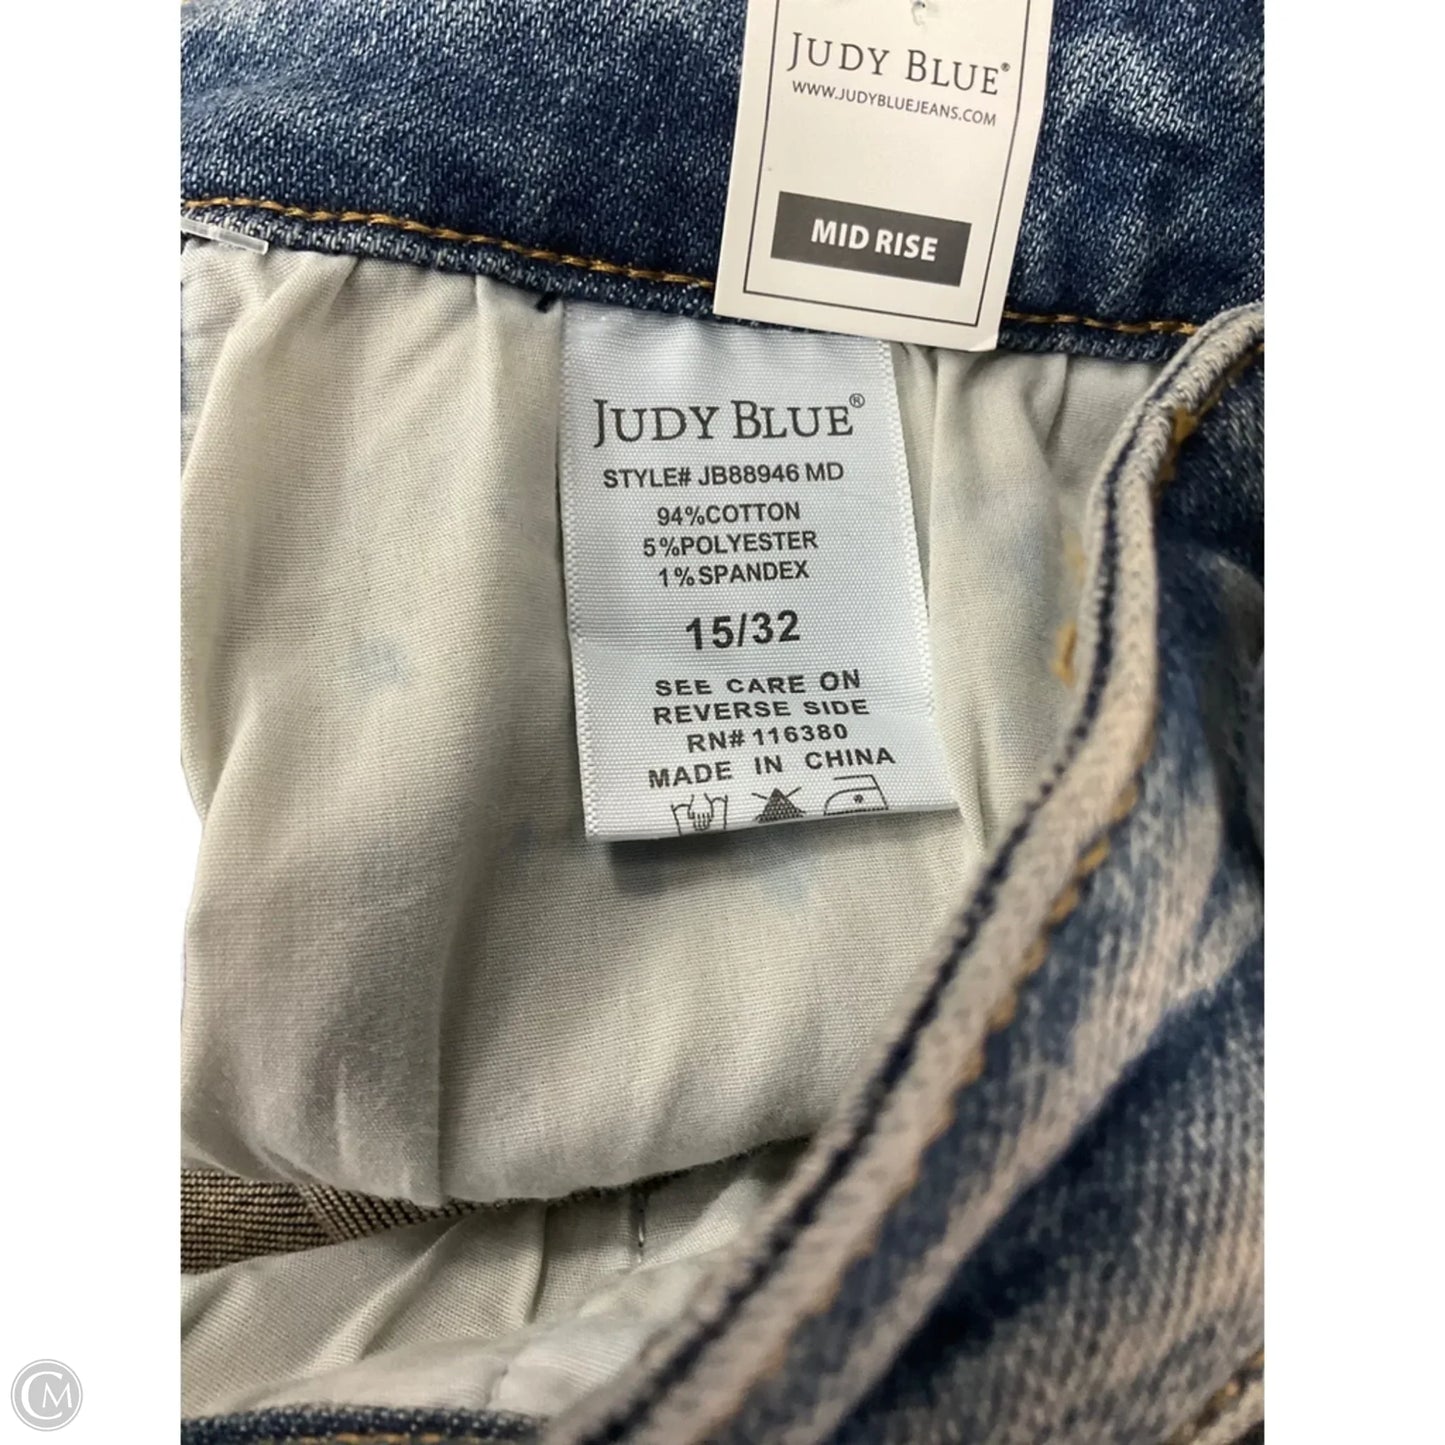 JUDY BLUE®
WWW.JUDYBLUEJEANS.COM
MID RISE
JUDY BLUE®
STYLE# JB88946 MD
94%COTTON
5%POLYESTER
1%SPANDEX
15/32
SEE CARE ON
REVERSE SIDE
RN# 116380
MADE IN CHINA
CM